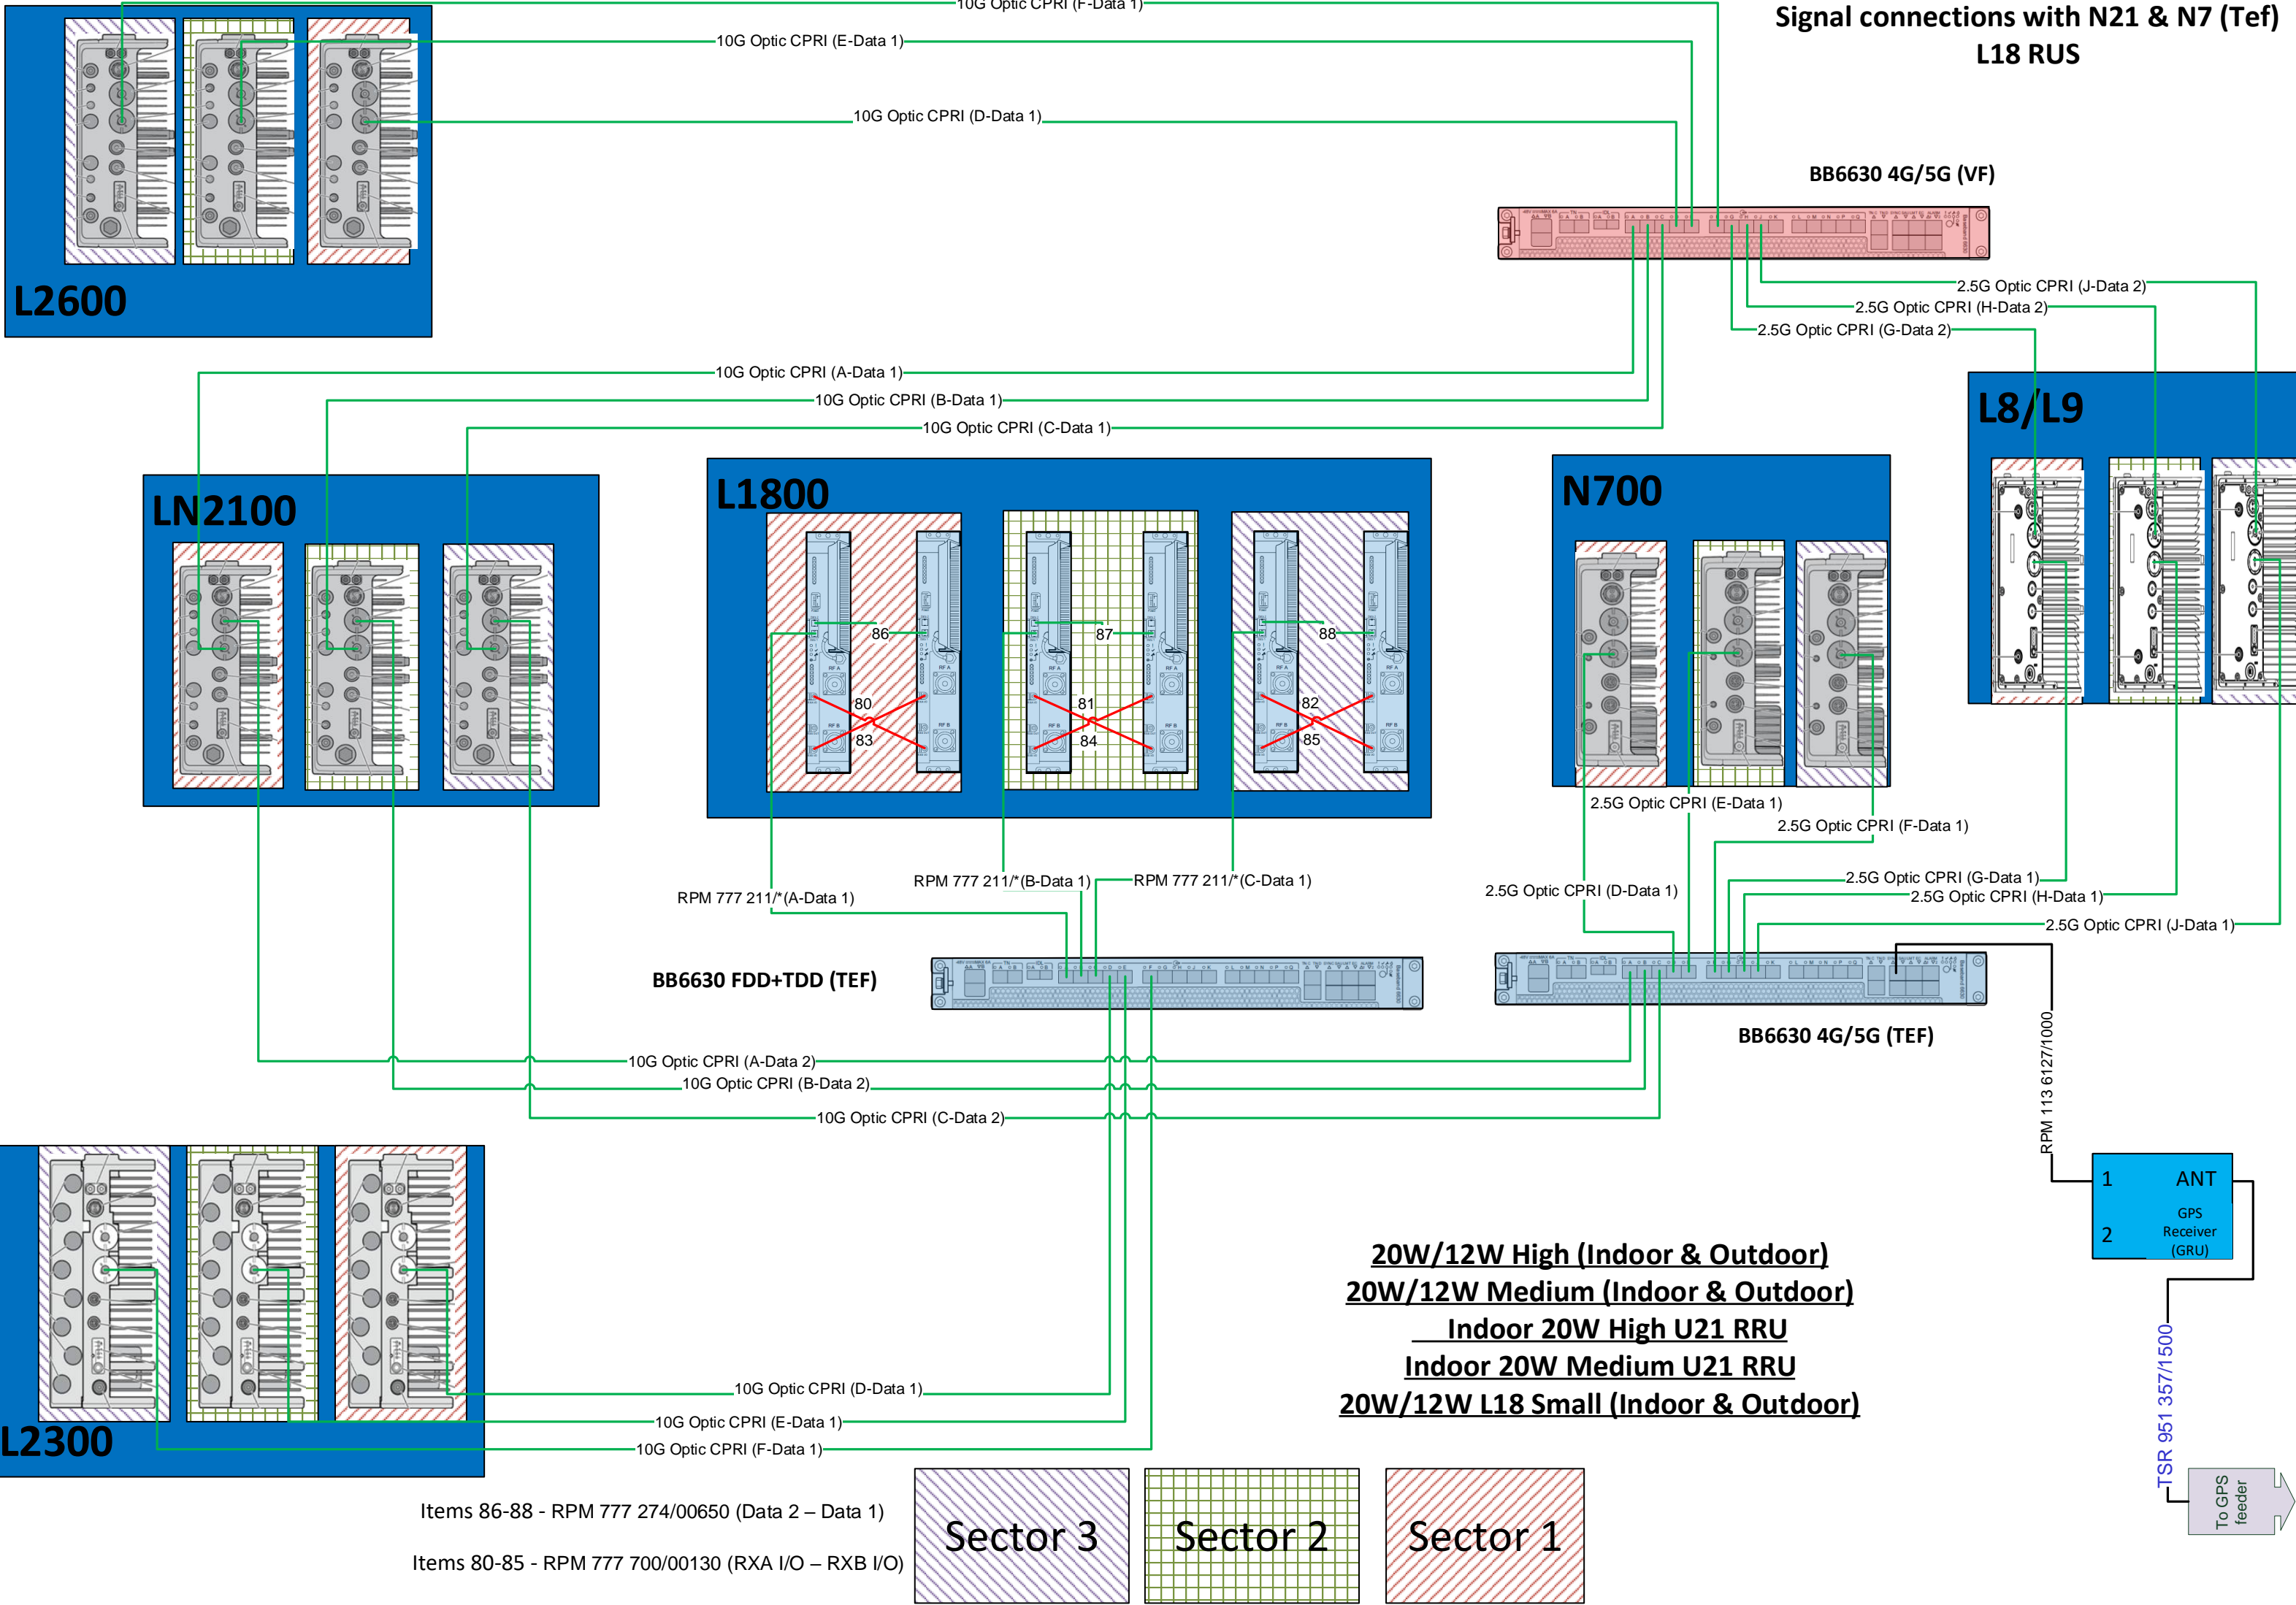 10G Optic CPRI (F-Data 1)
Signal connections with N21 & N7 (Tef)
L18 RUS
10G Optic CPRI (E-Data 1)
10G Optic CPRI (D-Data 1)
BB6630 4G/5G (VF)
L2600
2.5G Optic CPRI (J-Data 2)
2.5G Optic CPRI (H-Data 2)
2.5G Optic CPRI (G-Data 2)
10G Optic CPRI (A-Data 1)
10G Optic CPRI (B-Data 1)
10G Optic CPRI (C-Data 1)
L8/L9
LN2100
L1800
N700
86
87
88
RF A
RF A
RF A
RF A
RF A
RF A
80
81
82
RF B
RF B
RF B
RF B
RF B
RF B
83
84
85
2.5G Optic CPRI (E-Data 1)
2.5G Optic CPRI (F-Data 1)
RPM 777 211/*(A-Data 1)
RPM 777 211/*(B-Data 1)
RPM 777 211/*(C-Data 1)
2.5G Optic CPRI (D-Data 1)
2.5G Optic CPRI (G-Data 1)
2.5G Optic CPRI (H-Data 1)
2.5G Optic CPRI (J-Data 1)
BB6630 FDD+TDD (TEF)
BB6630 4G/5G (TEF)
10G Optic CPRI (A-Data 2)
10G Optic CPRI (B-Data 2)
10G Optic CPRI (C-Data 2)
RPM 113 6127/1000
1
ANT
2
GPS
Receiver
(GRU)
20W/12W High (Indoor & Outdoor)
20W/12W Medium (Indoor & Outdoor)
Indoor 20W High U21 RRU
Indoor 20W Medium U21 RRU
20W/12W L18 Small (Indoor & Outdoor)
L2300
10G Optic CPRI (D-Data 1)
10G Optic CPRI (E-Data 1)
10G Optic CPRI (F-Data 1)
TSR 951 357/1500
To GPS
feeder
Items 86-88 - RPM 777 274/00650 (Data 2 – Data 1)
Items 80-85 - RPM 777 700/00130 (RXA I/O – RXB I/O)
Sector 3
Sector 2
Sector 1